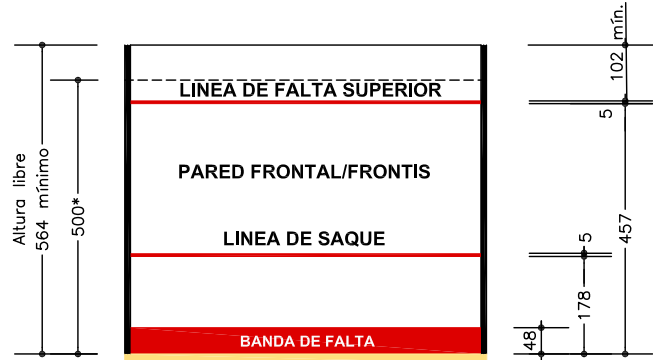 Altura libre
564 mínimo
500*
LINEA DE FALTA SUPERIOR
PARED FRONTAL/FRONTIS
LINEA DE SAQUE
BANDA DE FALTA
102 mín.
5
457
5
178
48